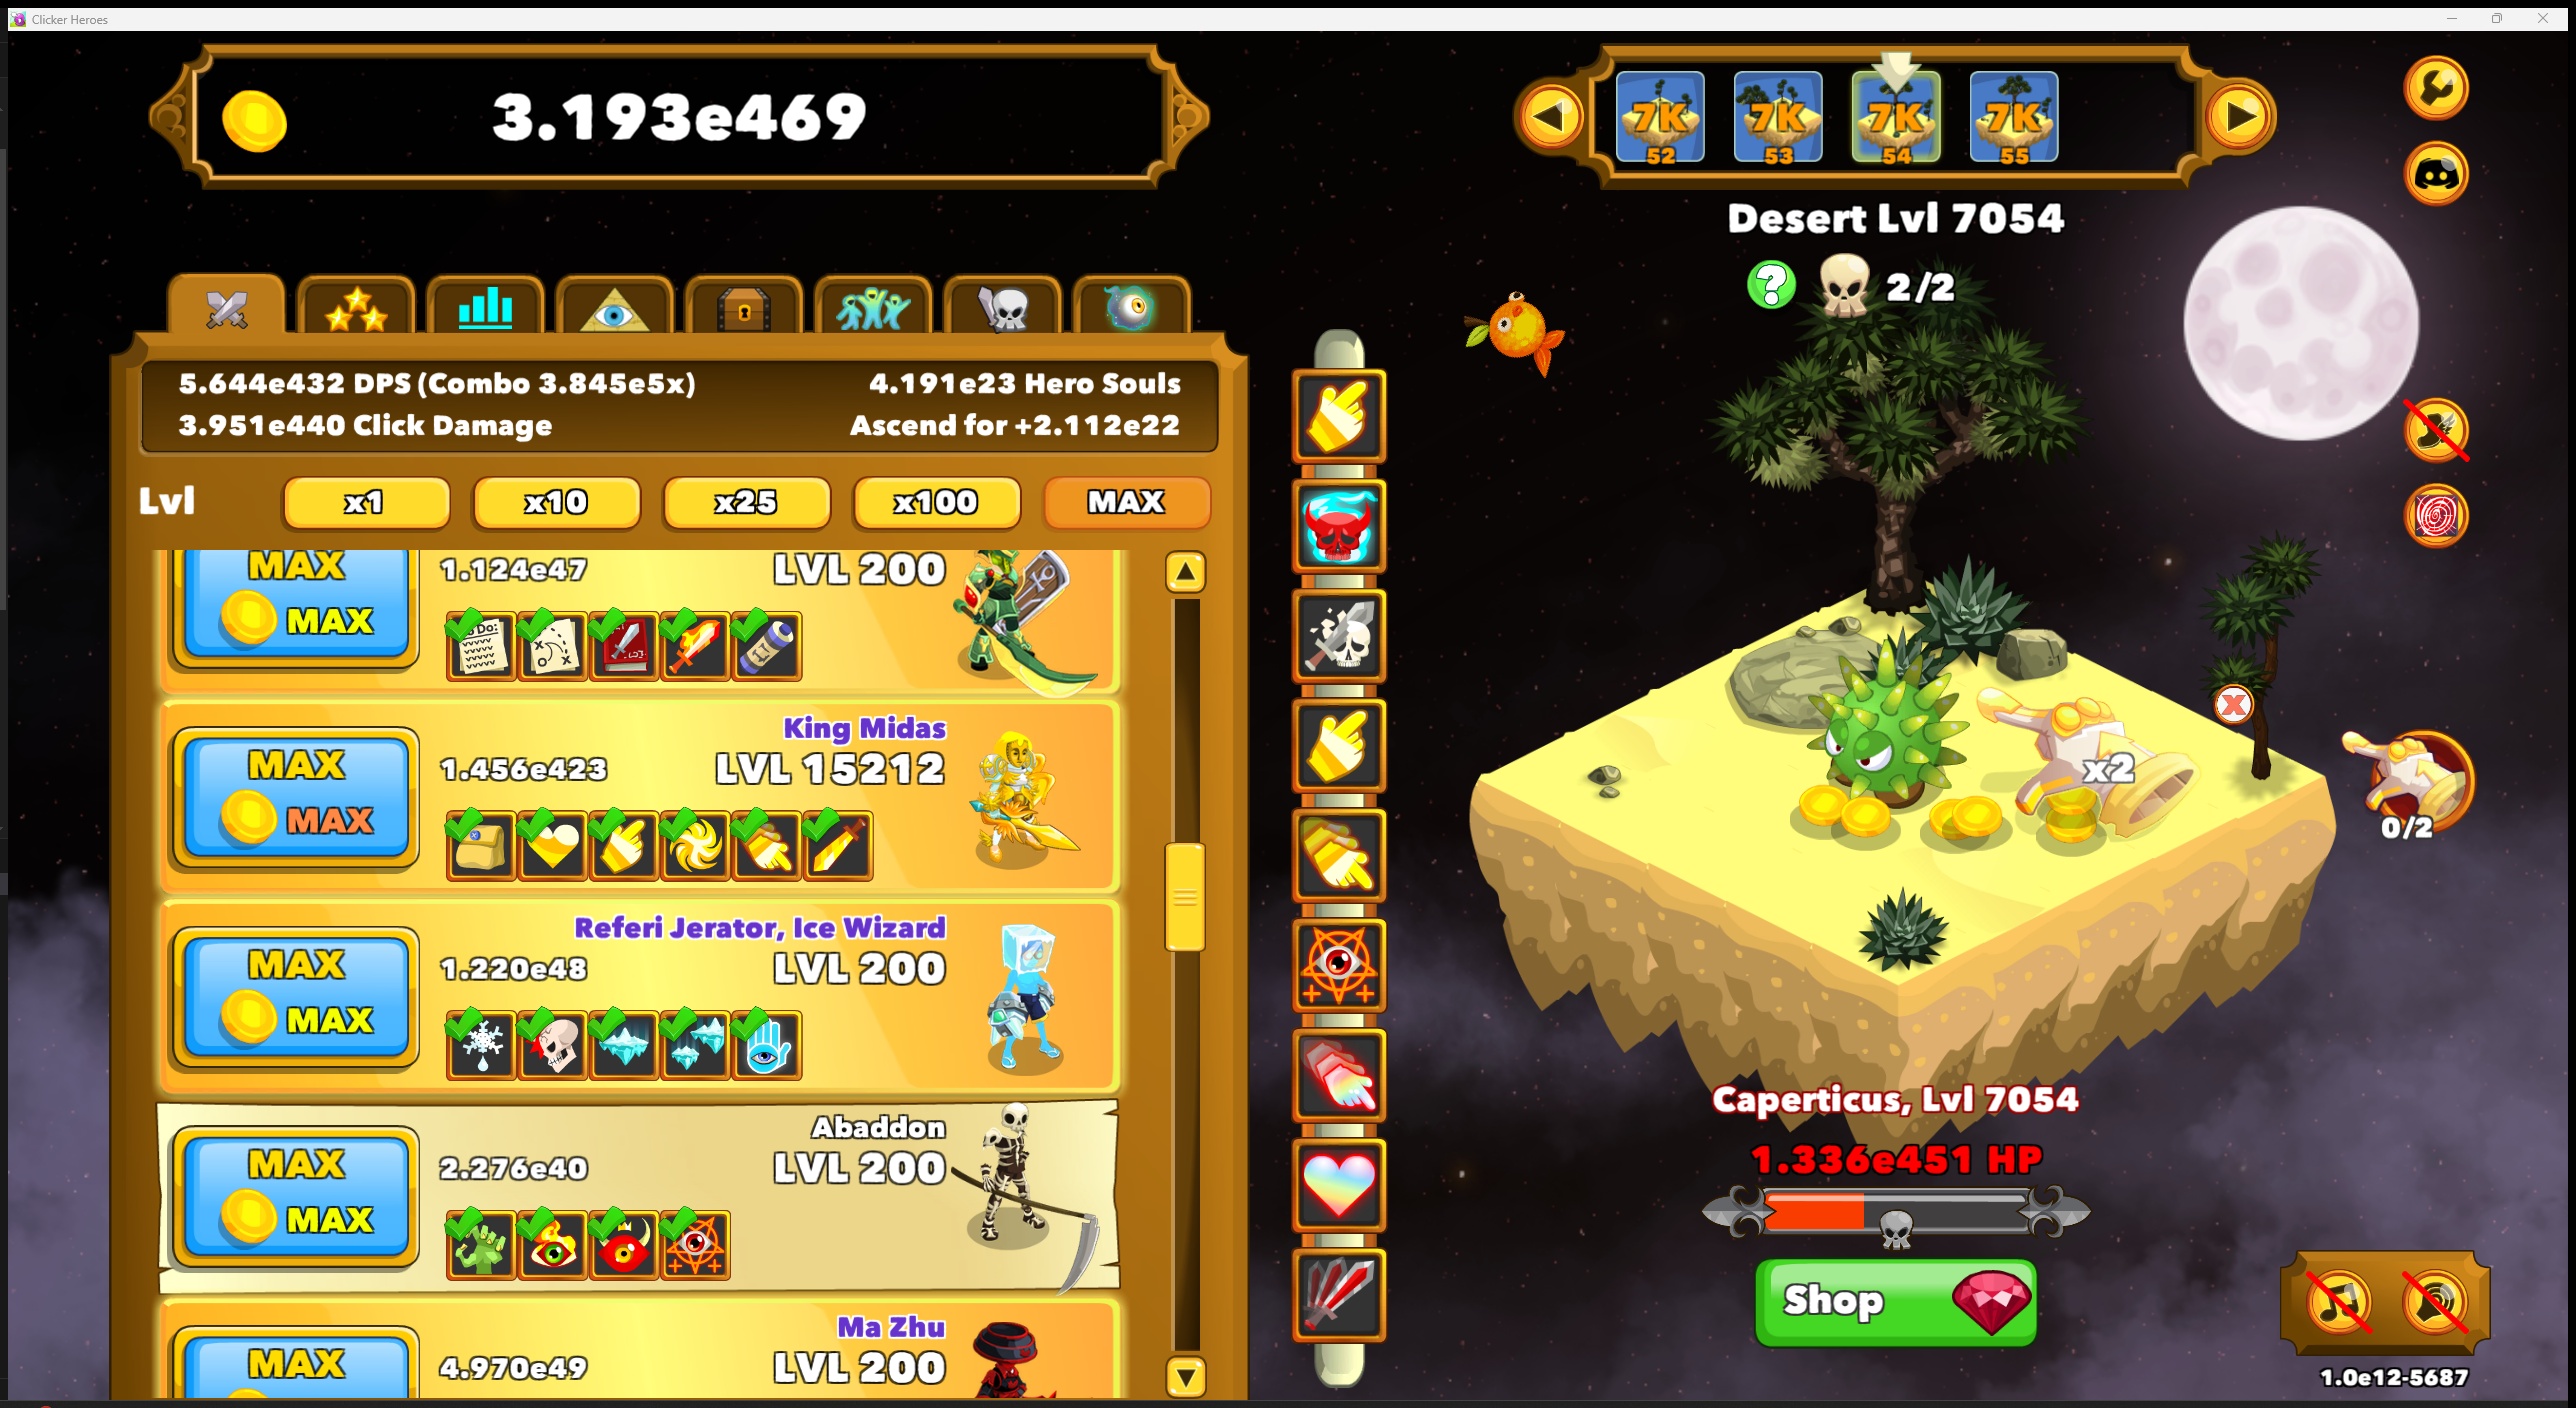 Clicker Heroes
3.193e469
7K 7K 7K 7K
52 53 54 55
Desert Lvl 7054
2/2
5.644e432 DPS (Combo 3.845e5x)
4.191e23 Hero Souls
3.951e440 Click Damage
Ascend for +2.112e22
Lvl x1 x10 x25 x100 MAX
MAX
MAX
1.124e47
LVL 200
Do:
King Midas
MAX
MAX
1.456e423
LVL 15212
Referi Jerator, Ice Wizard
MAX
MAX
1.220e48
LVL 200
Abaddon
MAX
MAX
2.276e40
LVL 200
Ma Zhu
MAX
4.970e49
LVL 200
x2
0/2
Caperticus, Lvl 7054
1.336e451 HP
Shop
1.0e12-5687